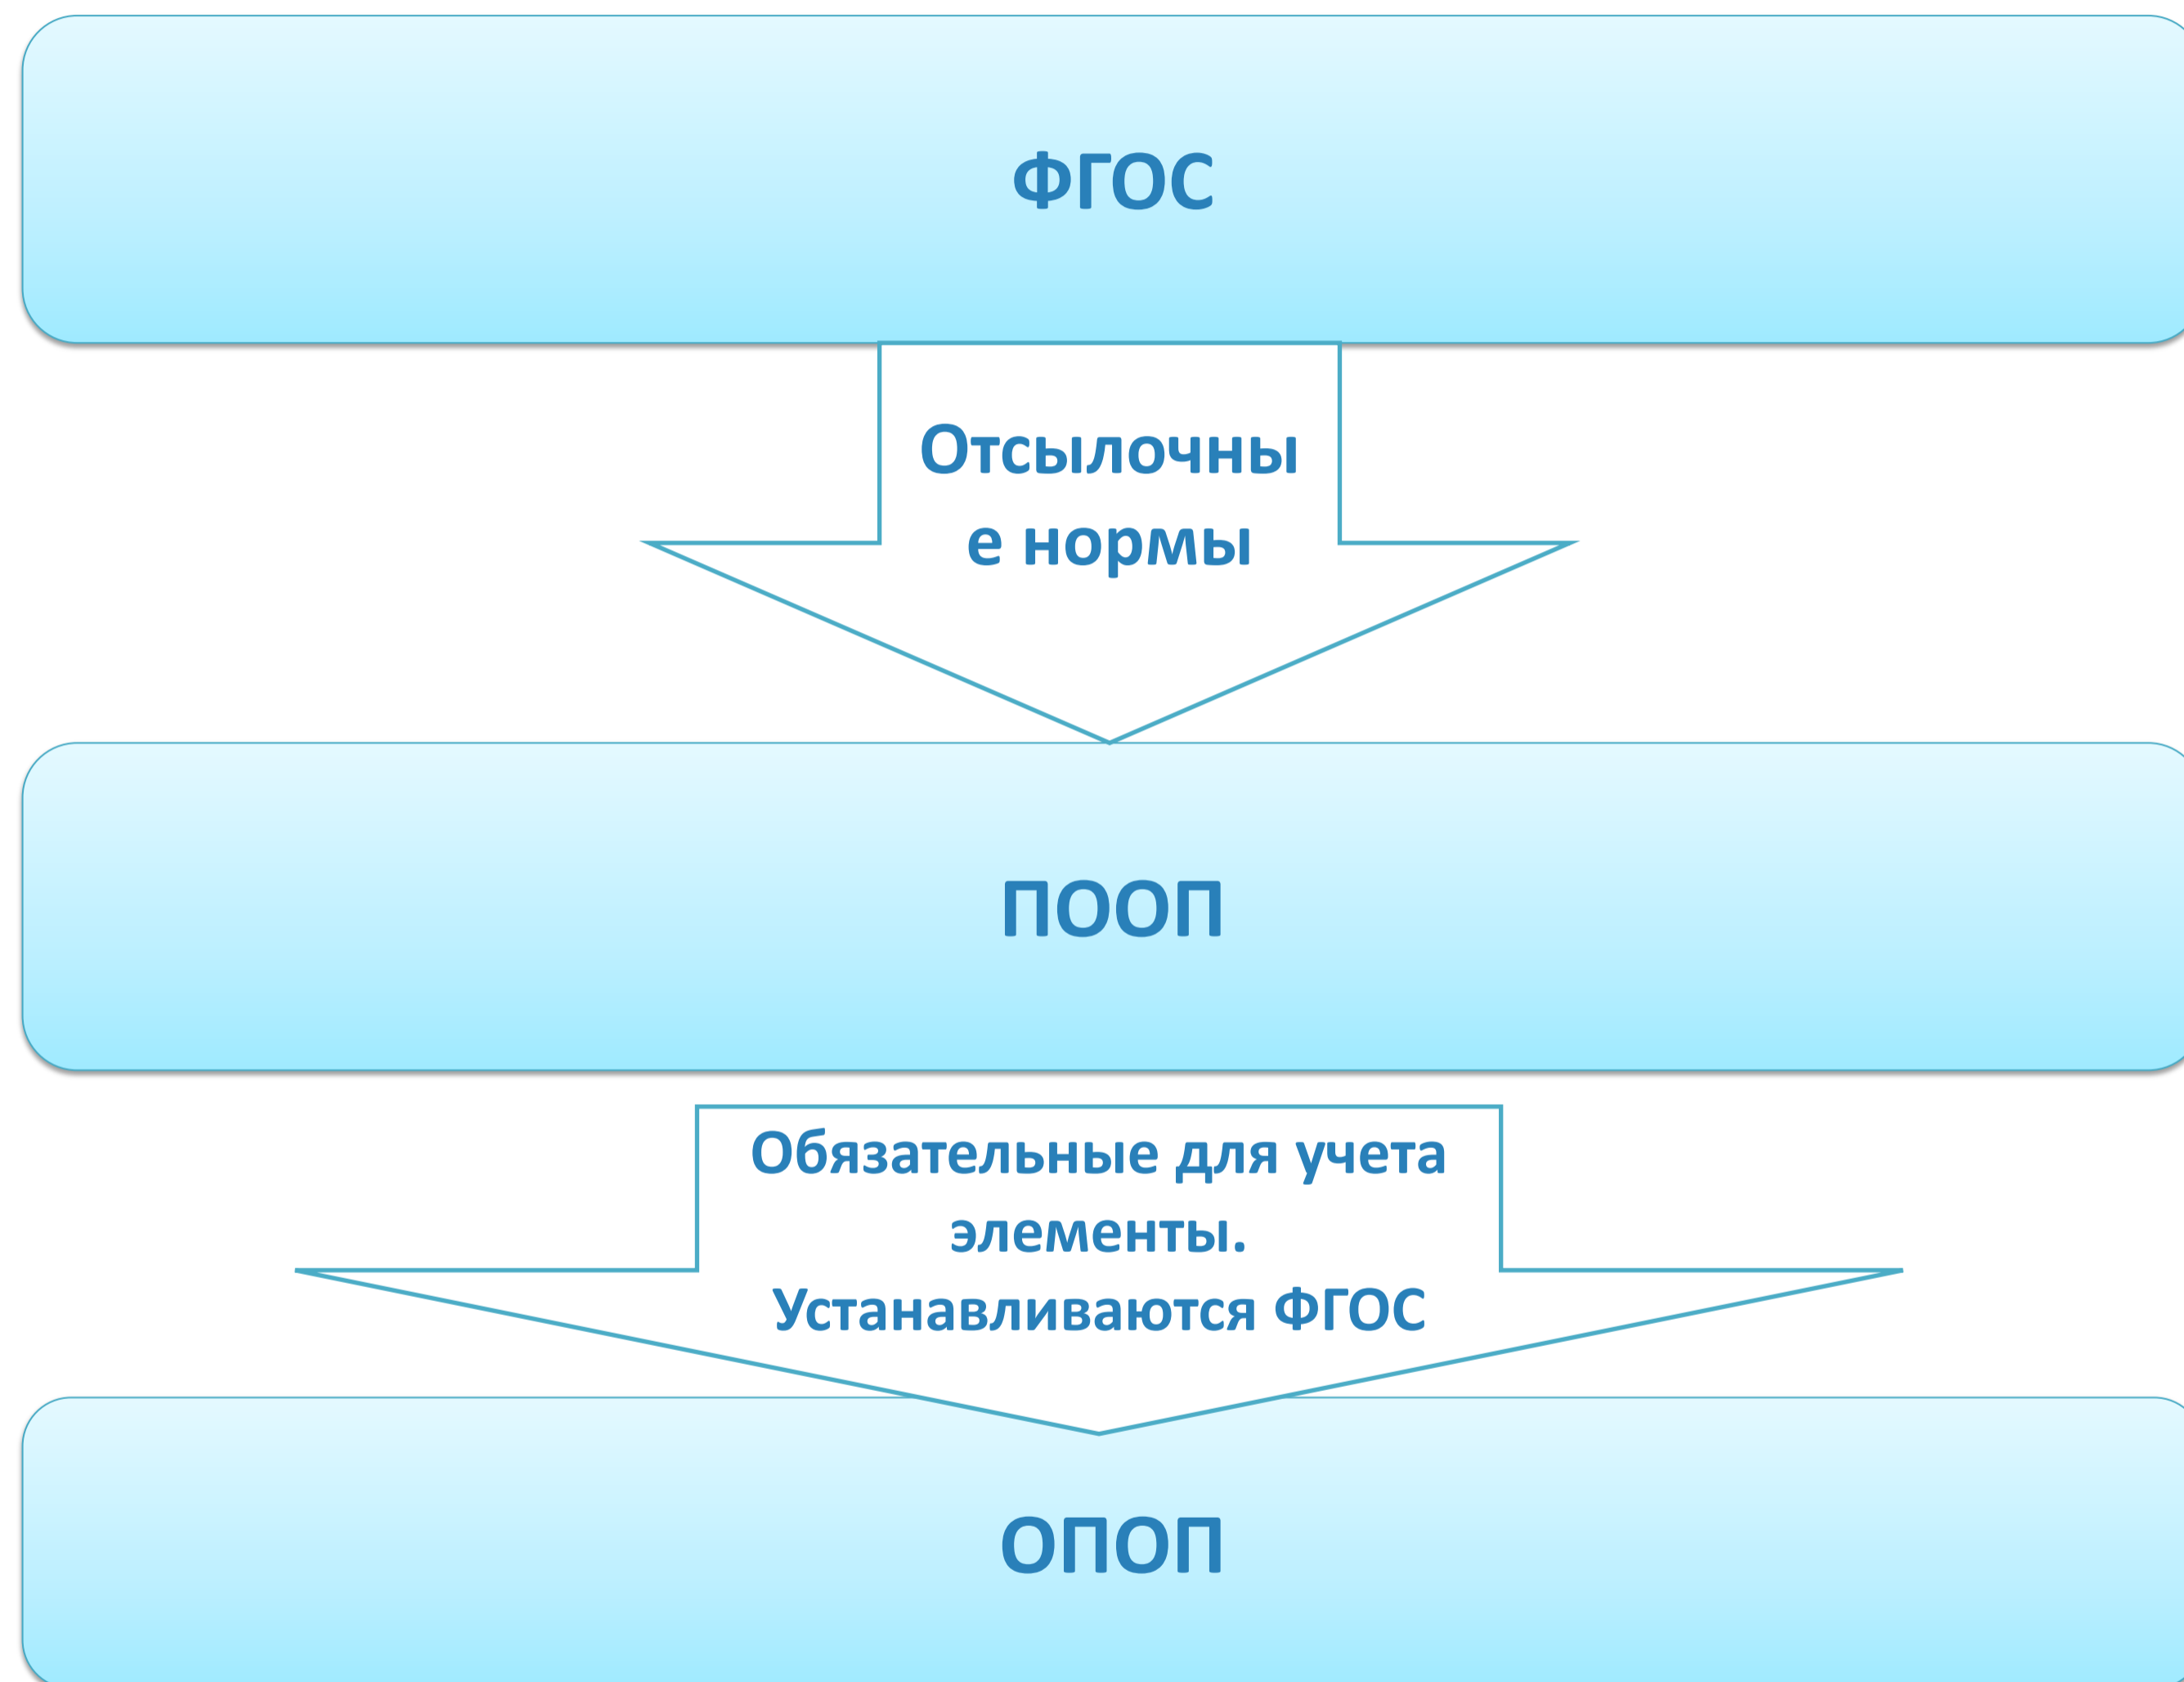 ФГОС
Отсылочны
е нормы
ПООП
Обязательные для учета
элементы.
Устанавливаются ФГОС
ОПОП